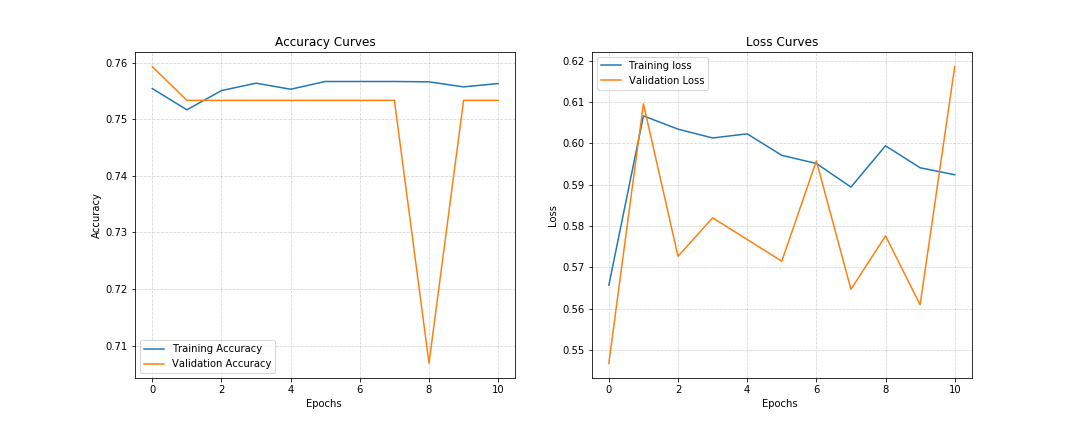 Accuracy Curves
0.76
0.75
0.74
0.73
0.72
0.71
Accuracy
Training Accuracy
Validation Accuracy
0 2 4 6 8 10
Epochs
Loss Curves
Training loss
Validation Loss
0.62
0.61
0.60
0.59
0.58
0.57
0.56
0.55
Loss
0 2 4 6 8 10
Epochs